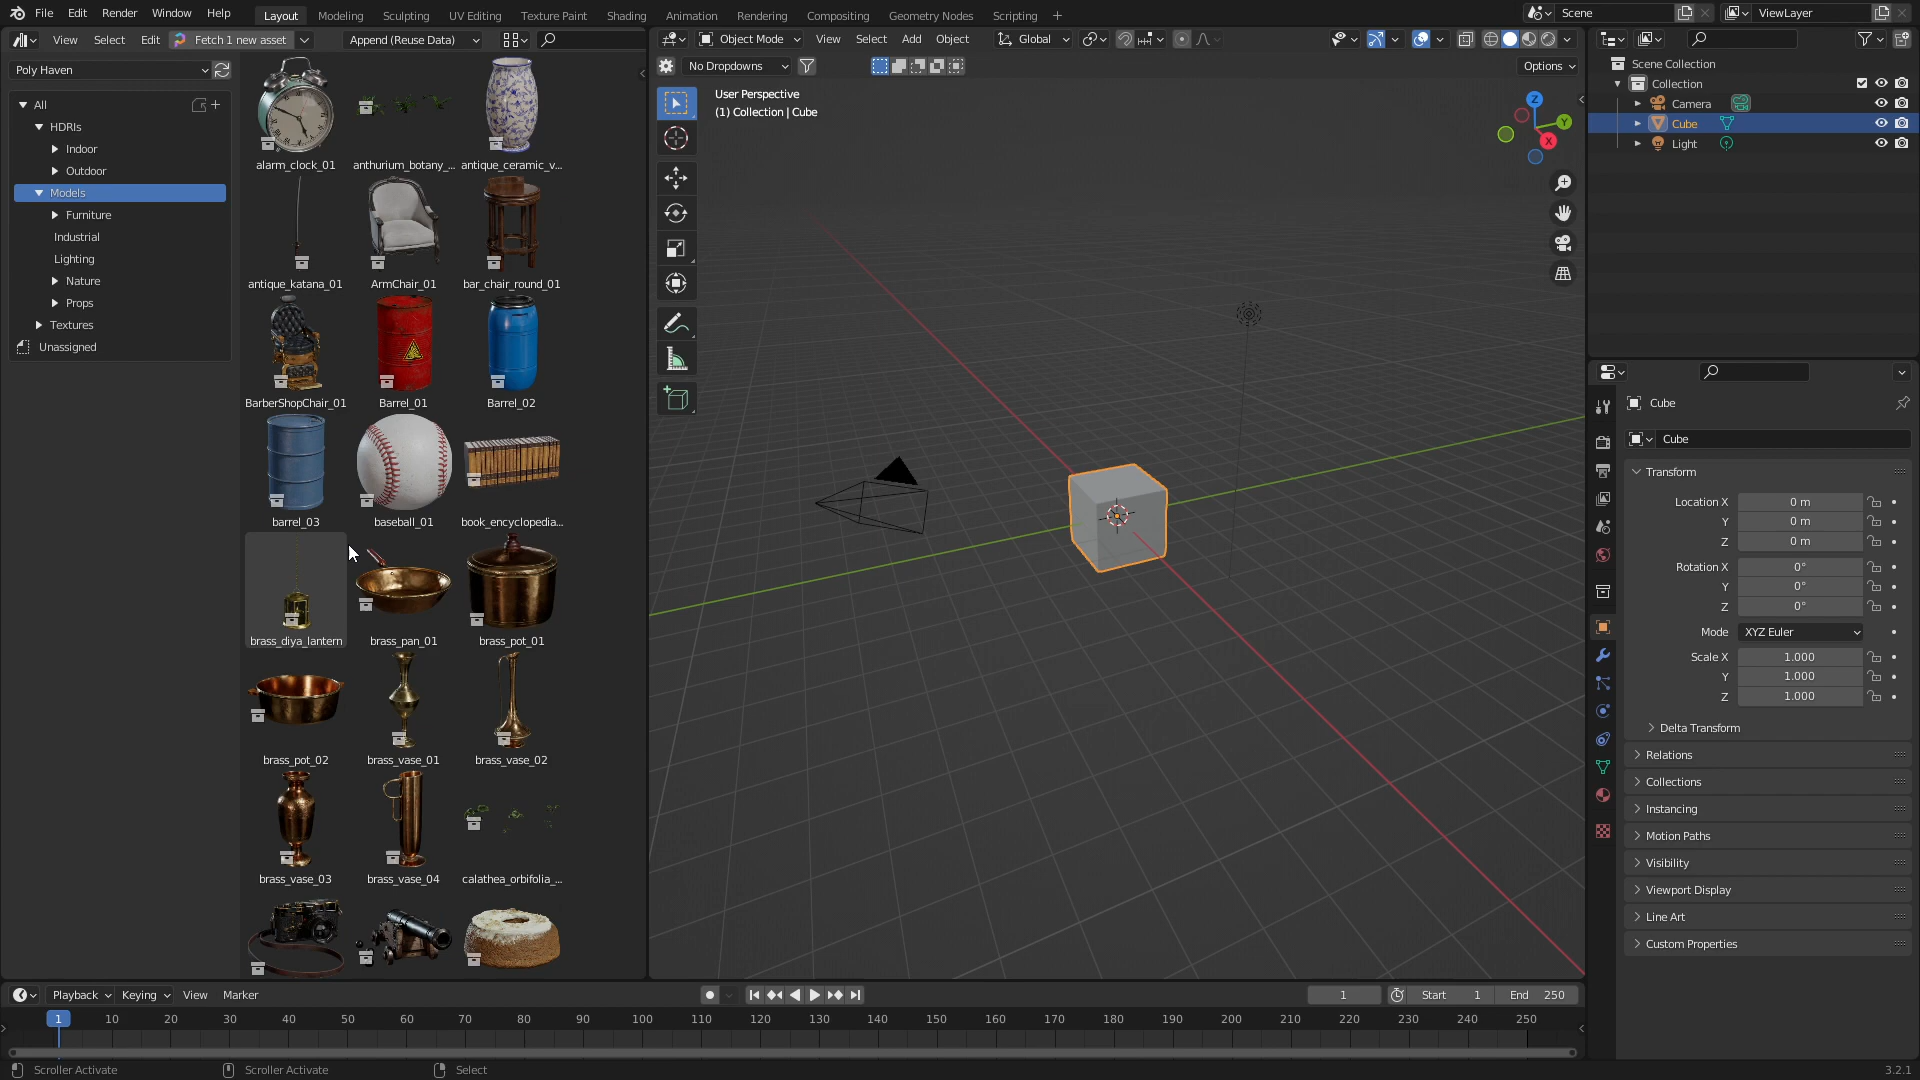 File Edit Render Window Help Layout Modeling Sculpting UV Editing Texture Paint Shading Animation Rendering Compositing Geometry Nodes Scripting + Scene ViewLayer
View Select Edit Fetch 1 new asset Append (Reuse Data) Object Mode View Select Add Object Global
Poly Haven No Dropdowns Options
All
HDRIs
Indoor
Outdoor
Models
Furniture
Industrial
Lighting
Nature
Props
Textures
Unassigned
alarm_clock_01 anthurium_botany_... antique_ceramic_v...
antique_katana_01 ArmChair_01 bar_chair_round_01
BarberShopChair_01 Barrel_01 Barrel_02
barrel_03 baseball_01 book_encyclopedia...
brass_diya_lantern brass_pan_01 brass_pot_01
brass_pot_02 brass_vase_01 brass_vase_02
brass_vase_03 brass_vase_04 calathea_orbifolia_...
User Perspective
(1) Collection | Cube
Z
Y
X
Scene Collection
Collection
Camera
Cube
Light
Cube
Cube
Transform
Location X 0 m
Y 0 m
Z 0 m
Rotation X 0°
Y 0°
Z 0°
Mode XYZ Euler
Scale X 1.000
Y 1.000
Z 1.000
Delta Transform
Relations
Collections
Instancing
Motion Paths
Visibility
Viewport Display
Line Art
Custom Properties
Playback Keying View Marker 1 Start 1 End 250
1 10 20 30 40 50 60 70 80 90 100 110 120 130 140 150 160 170 180 190 200 210 220 230 240 250
Scroller Activate Scroller Activate Select 3.2.1